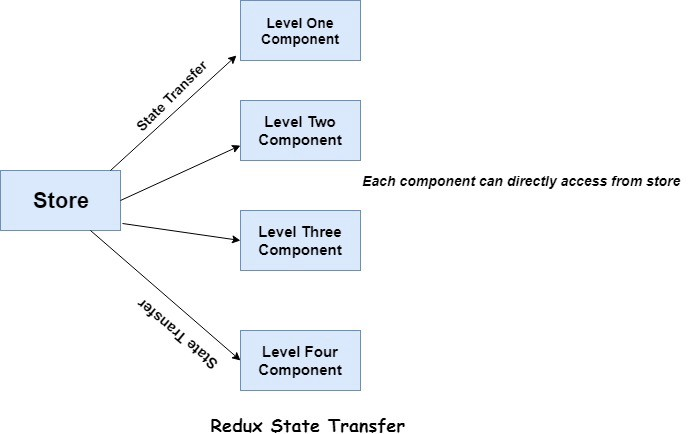 Level One
Component
State Transfer
Level Two
Component
Each component can directly access from store
Store
Level Three
Component
State Transfer
Level Four
Component
Redux State Transfer